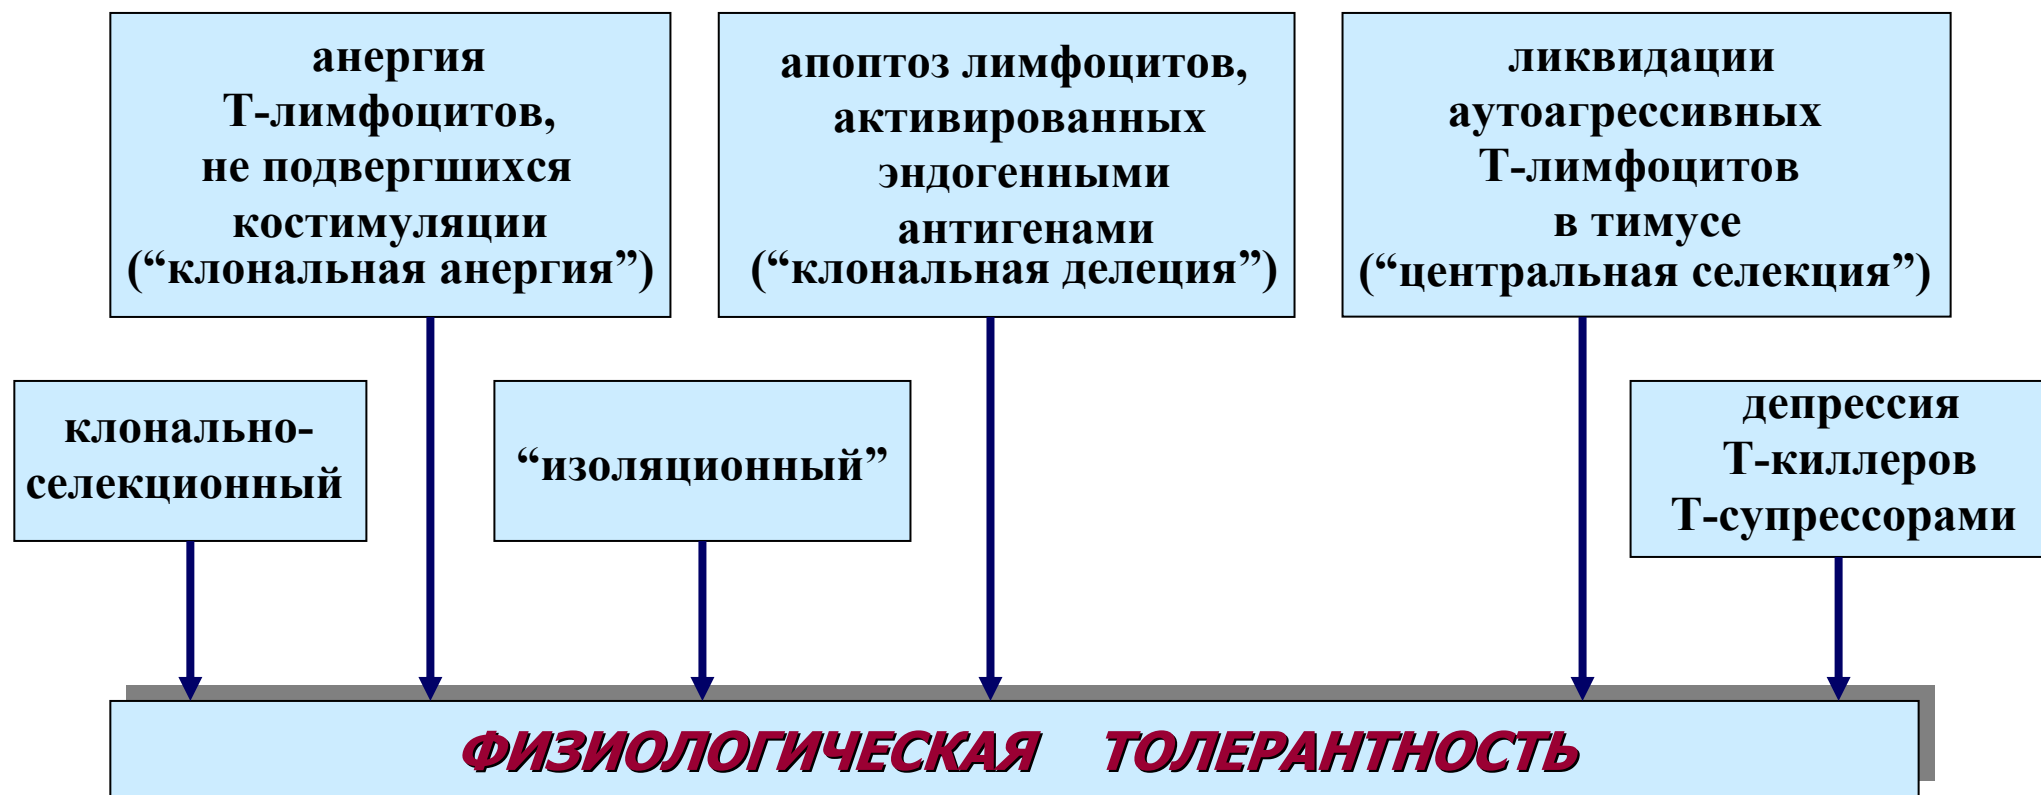 анергия
Т-лимфоцитов,
не подвергшихся
костимуляции
(“клональная анергия”)
апоптоз лимфоцитов,
активированных
эндогенными
антигенами
(“клональная делеция”)
ликвидации
аутоагрессивных
Т-лимфоцитов
в тимусе
(“центральная селекция”)
клонально-
селекционный
“изоляционный”
депрессия
Т-киллеров
Т-супрессорами
ФИЗИОЛОГИЧЕСКАЯ ТОЛЕРАНТНОСТЬ